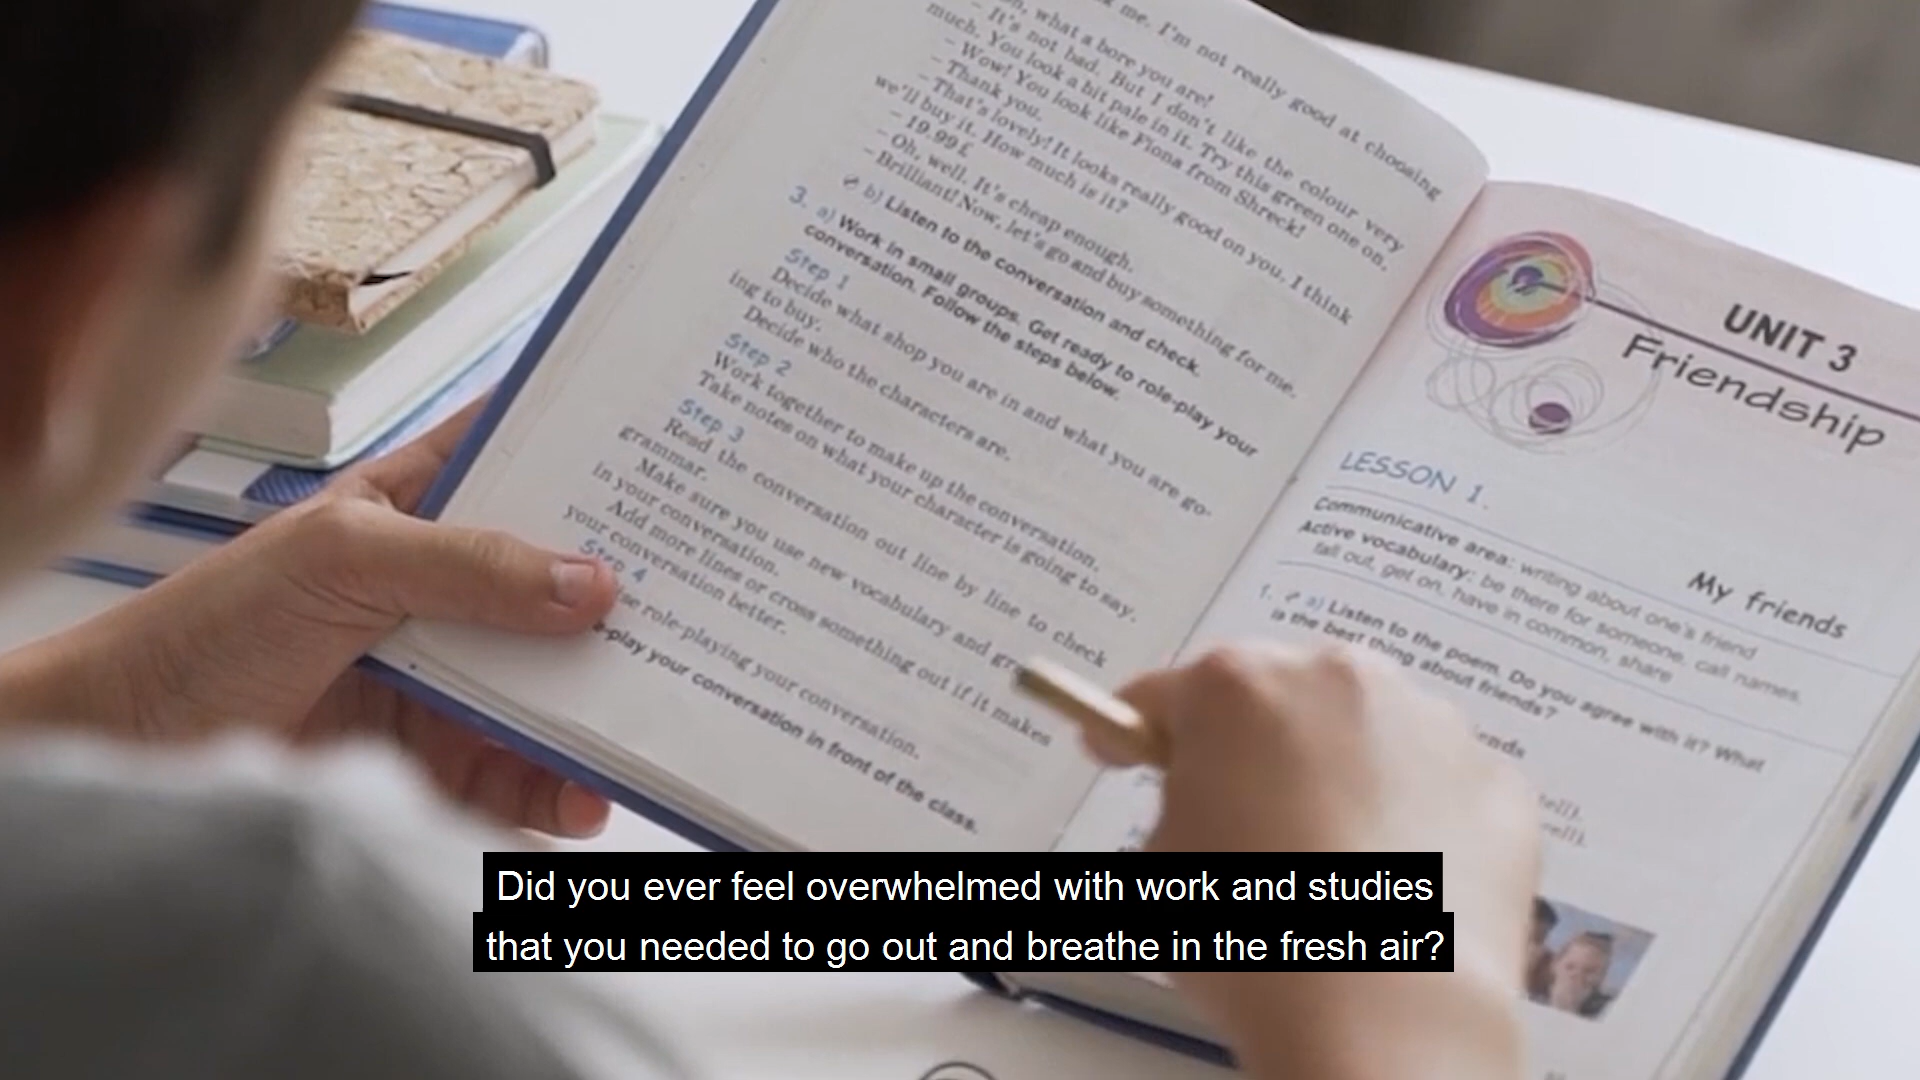 me. I'm not really good at choosing
what a bore you are!
– It's not bad. But I don't like the colour very
much. You look a bit pale in it. Try this green one on.
– Wow! You look like Fiona from Shreck!
– Thank you.
– That's lovely! It looks really good on you. I think
we'll buy it. How much is it?
– 19.99£
– Oh, well. It's cheap enough.
– Brilliant! Now, let's go and buy something for me.
b) Listen to the conversation and check.
3. a) Work in small groups. Get ready to role-play your
conversation. Follow the steps below.
Step 1
Decide what shop you are in and what you are go-
ing to buy.
Decide who the characters are.
Step 2
Work together to make up the conversation.
Take notes on what your character is going to say.
Step 3
Read the conversation out line by line to check
grammar.
Make sure you use new vocabulary and
in your conversation.
Add more lines or cross something out if it makes
your conversation better.
Step 4
role-playing your conversation.
-play your conversation in front of the class.
UNIT 3
Friendship
LESSON 1.
My friends
Communicative area: writing about one's friend
Active vocabulary: be there for someone, call names,
fall out, get on, have in common, share
1. a) Listen to the poem. Do you agree with it? What
is the best thing about friends?
Did you ever feel overwhelmed with work and studies
that you needed to go out and breathe in the fresh air?